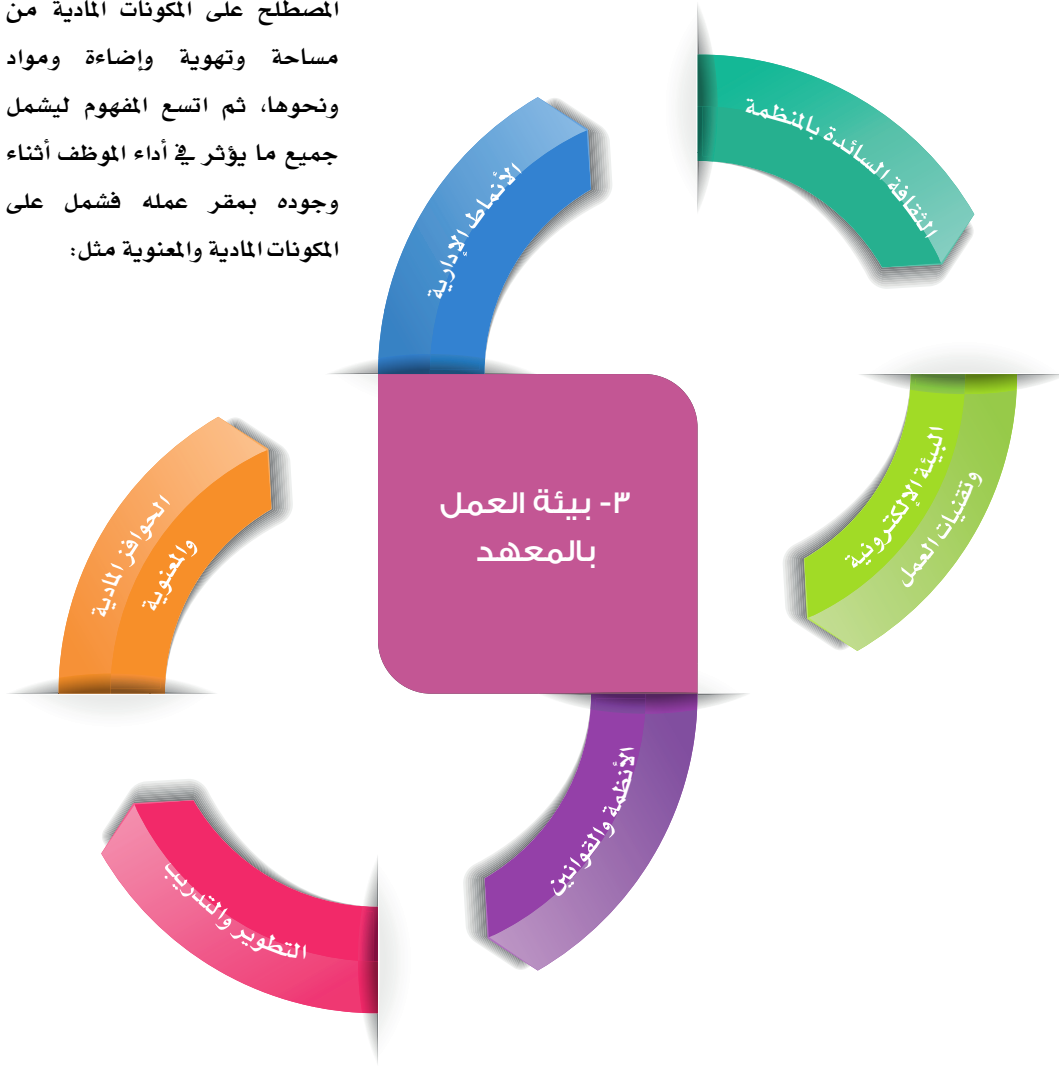 المصطلح على المكونات المادية من
مساحة وتهوية وإضاءة ومواد
ونحوها، ثم اتسع المفهوم ليشمل
جميع ما يؤثر في أداء الموظف أثناء
وجوده بمقر عمله فشمل على
المكونات المادية والمعنوية مثل:
الثقافة السائدة بالمنظمة
الأنماط الإدارية
البيئة الإلكترونية
وتقنيات العمل
٣- بيئة العمل
بالمعهد
الحوافز المادية
والمعنوية
الأنظمة والقوانين
التطوير والتدريب